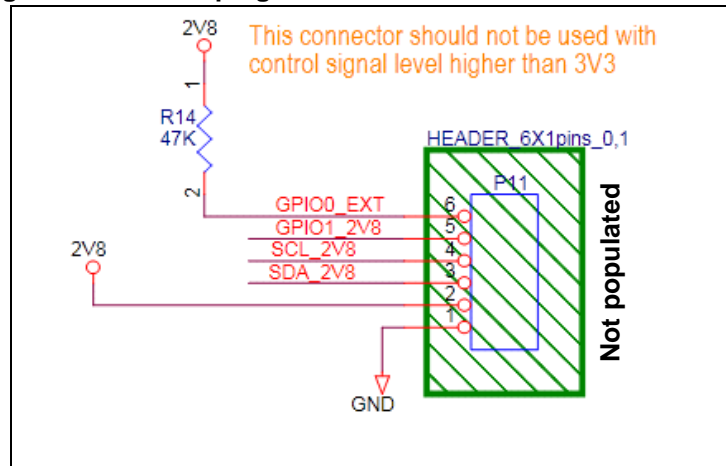 2V8
This connector should not be used with
control signal level higher than 3V3
1
R14
47K
2
HEADER_6X1pins_0,1
P11
GPIO0_EXT
6
GPIO1_2V8
5
SCL_2V8
4
SDA_2V8
3
2V8
2
1
GND
Not populated